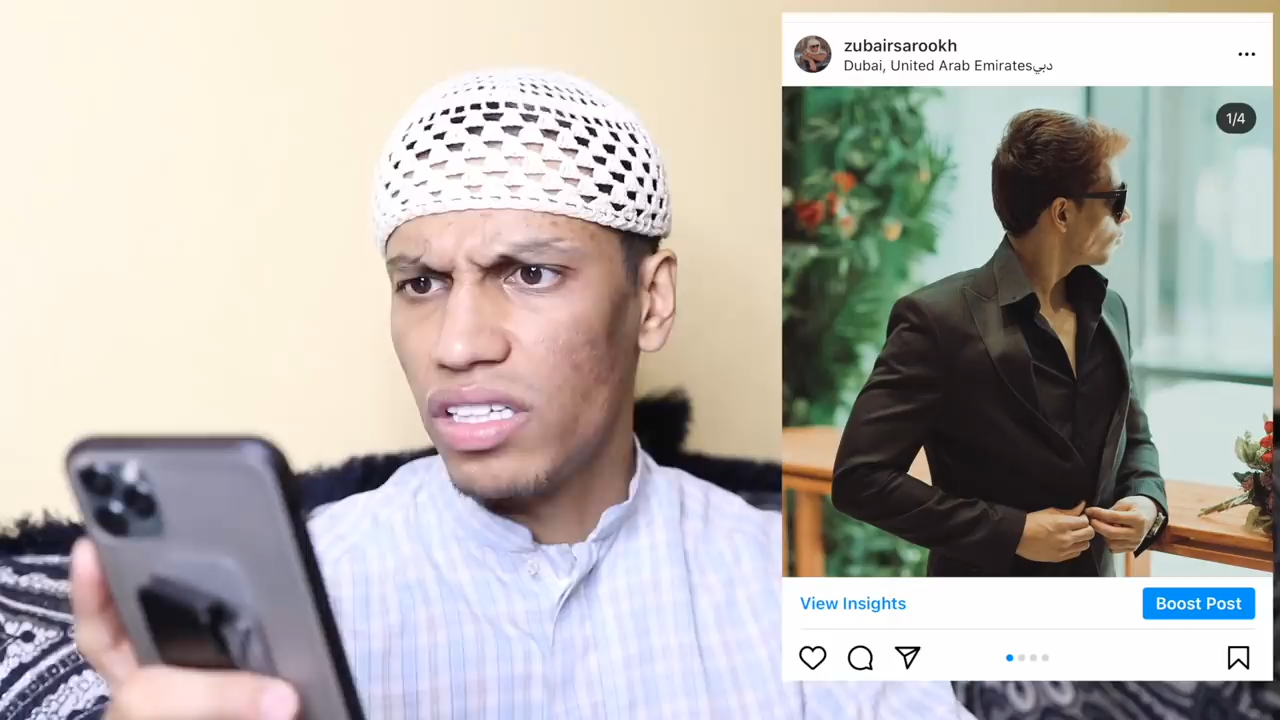 zubairsarookh
Dubai, United Arab Emiratesدبي
1/4
View Insights
Boost Post